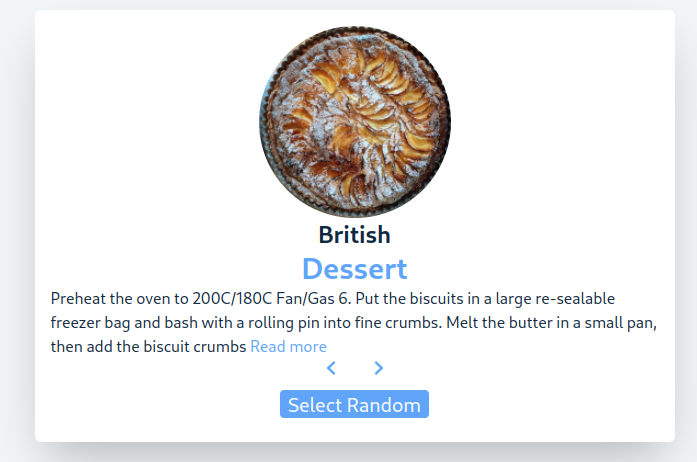 British
Dessert
Preheat the oven to 200C/180C Fan/Gas 6. Put the biscuits in a large re-sealable
freezer bag and bash with a rolling pin into fine crumbs. Melt the butter in a small pan,
then add the biscuit crumbs Read more
Select Random